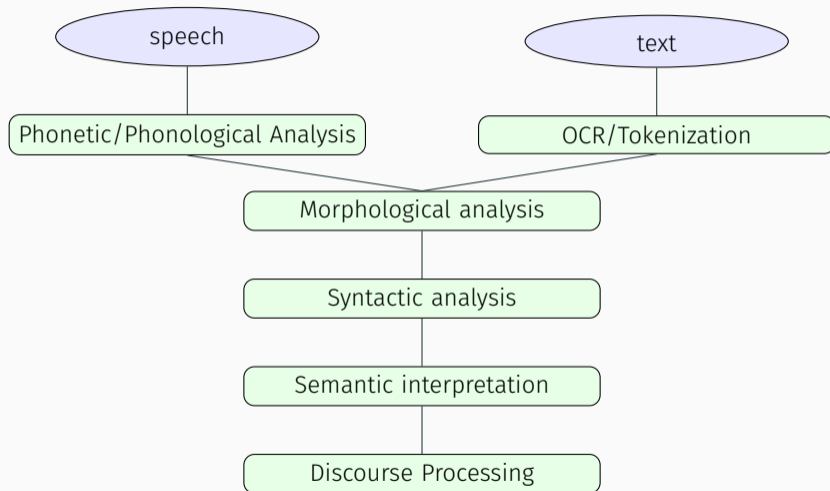 speech
text
Phonetic/Phonological Analysis
OCR/Tokenization
Morphological analysis
Syntactic analysis
Semantic interpretation
Discourse Processing